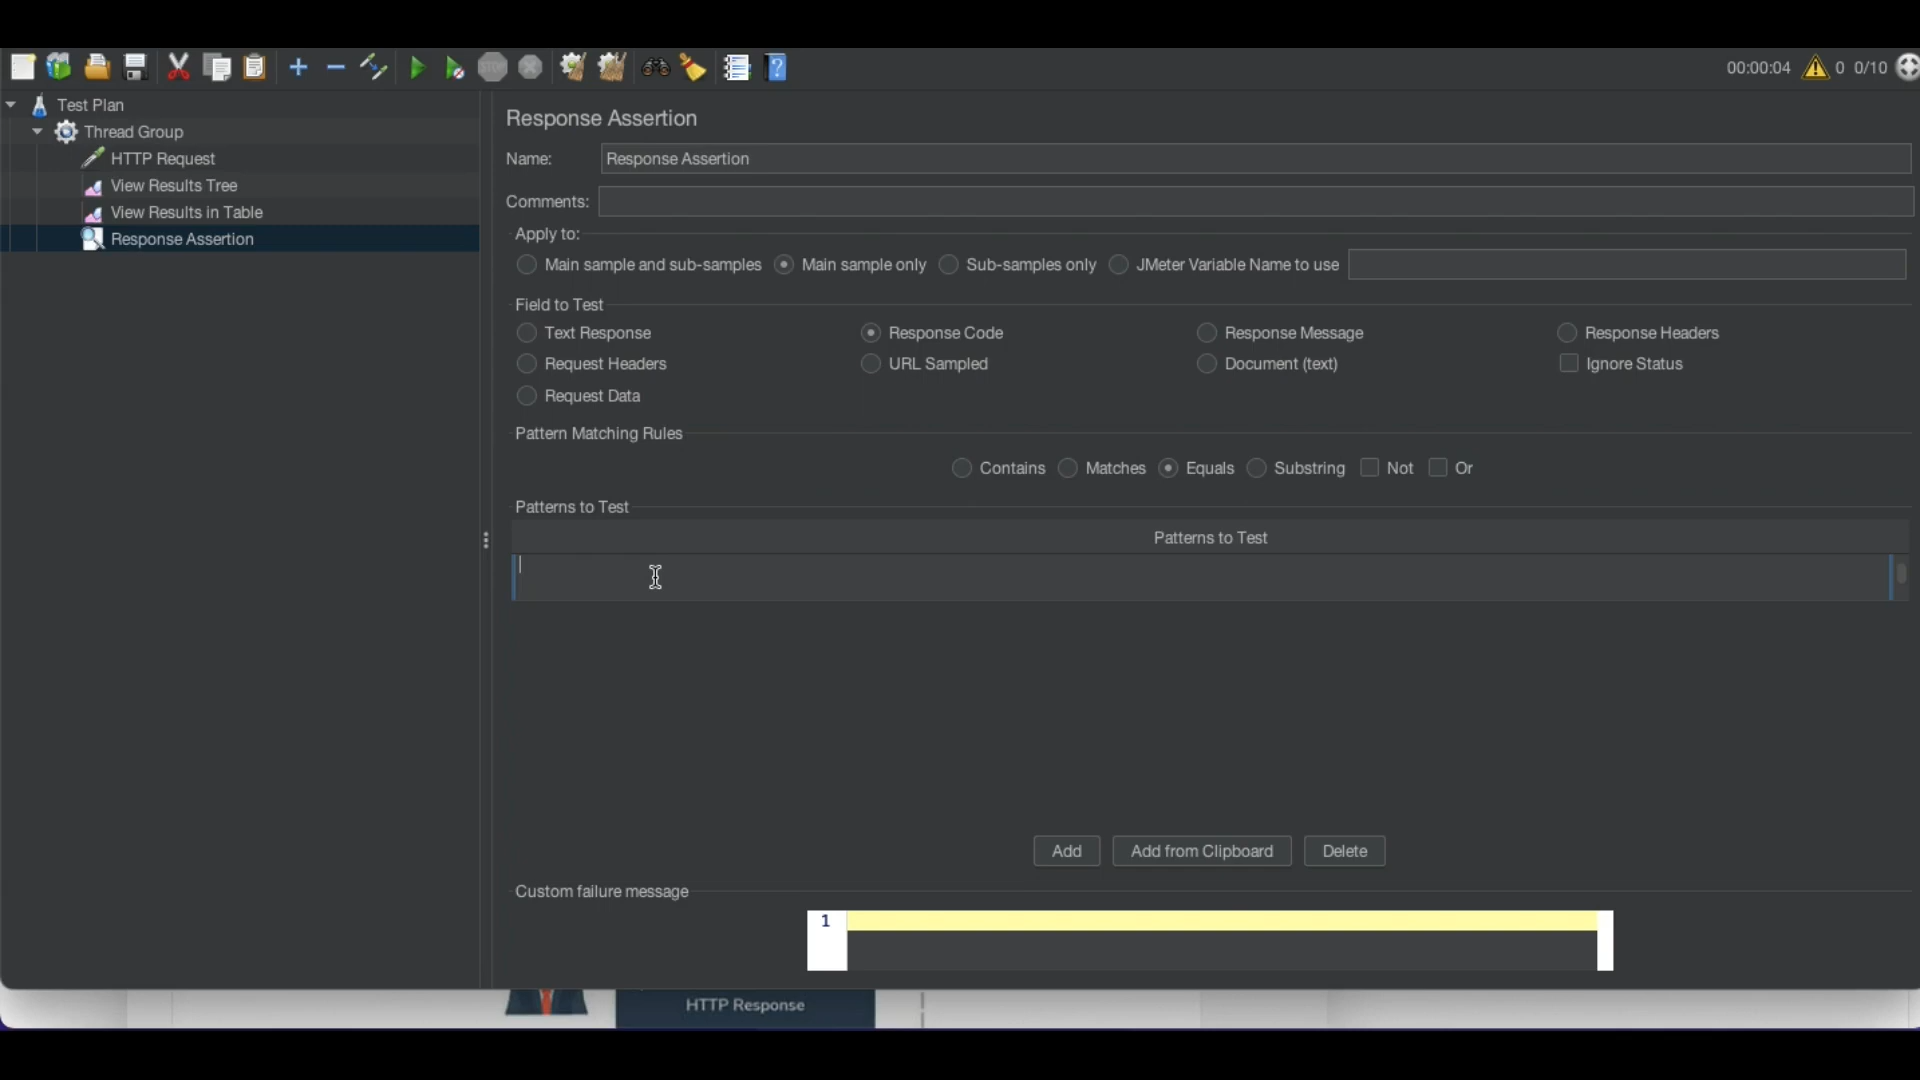 STOP
00:00:04 0 0/10
Test Plan
Thread Group
HTTP Request
View Results Tree
View Results in Table
Response Assertion
Response Assertion
Name: Response Assertion
Comments:
Apply to:
Main sample and sub-samples Main sample only Sub-samples only JMeter Variable Name to use
Field to Test
Text Response Response Code Response Message Response Headers
Request Headers URL Sampled Document (text) Ignore Status
Request Data
Pattern Matching Rules
Contains Matches Equals Substring Not Or
Patterns to Test
Patterns to Test
Add Add from Clipboard Delete
Custom failure message
1
HTTP Response